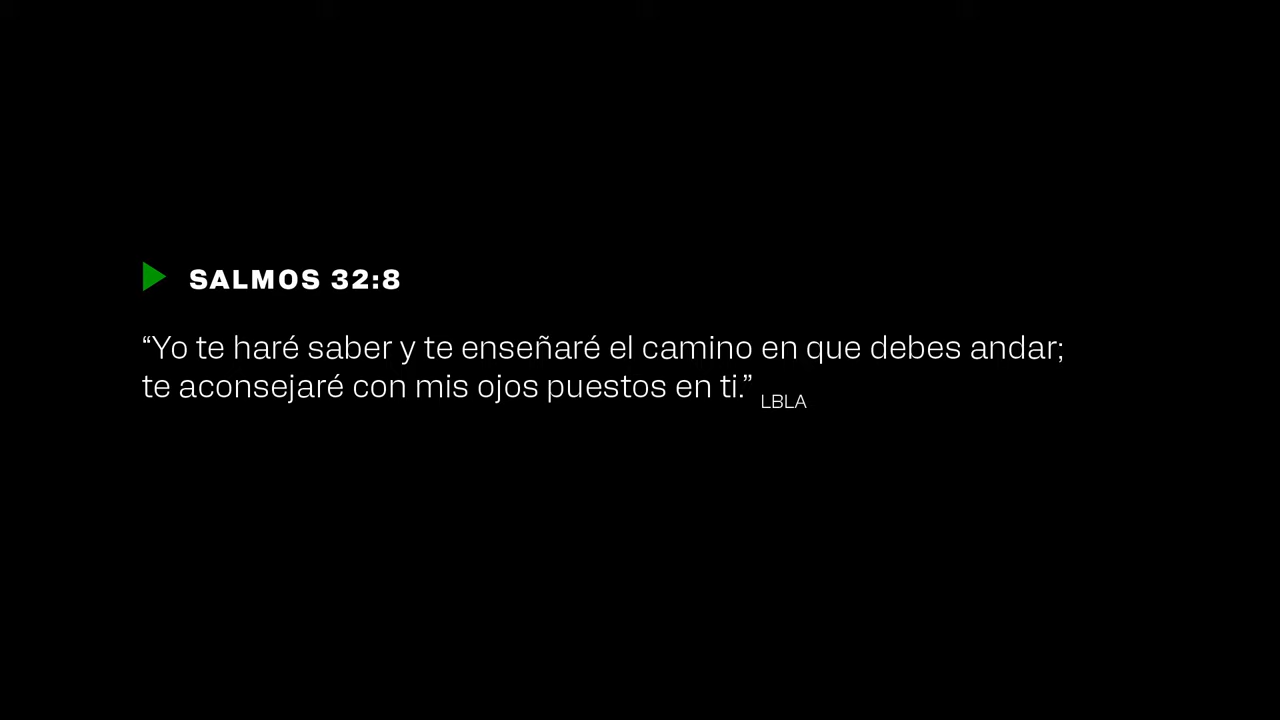 SALMOS 32:8
“Yo te haré saber y te enseñaré el camino en que debes andar;
te aconsejaré con mis ojos puestos en ti.” LBLA